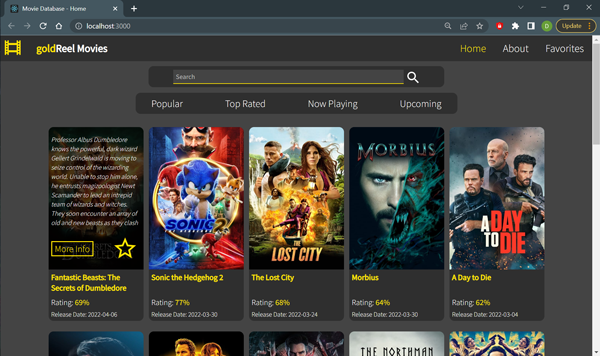 Movie Database - Home
localhost:3000
Update
goldReel Movies
Home About Favorites
Search
Popular Top Rated Now Playing Upcoming
Professor Albus Dumbledore
knows the powerful, dark wizard
Gellert Grindelwald is moving to
seize control of the wizarding
world. Unable to stop him alone,
he entrusts magizoologist Newt
Scamander to lead an intrepid
team of wizards and witches.
They soon encounter an array of
old and new beasts as they clash
More Info
SONIC 2
THE LOST CITY
MORBIUS
A DAY TO DIE
Fantastic Beasts: The
Secrets of Dumbledore
Rating: 69%
Release Date: 2022-04-06
Sonic the Hedgehog 2
Rating: 77%
Release Date: 2022-03-30
The Lost City
Rating: 68%
Release Date: 2022-03-24
Morbius
Rating: 64%
Release Date: 2022-03-30
A Day to Die
Rating: 62%
Release Date: 2022-03-04
THE NORTHMAN